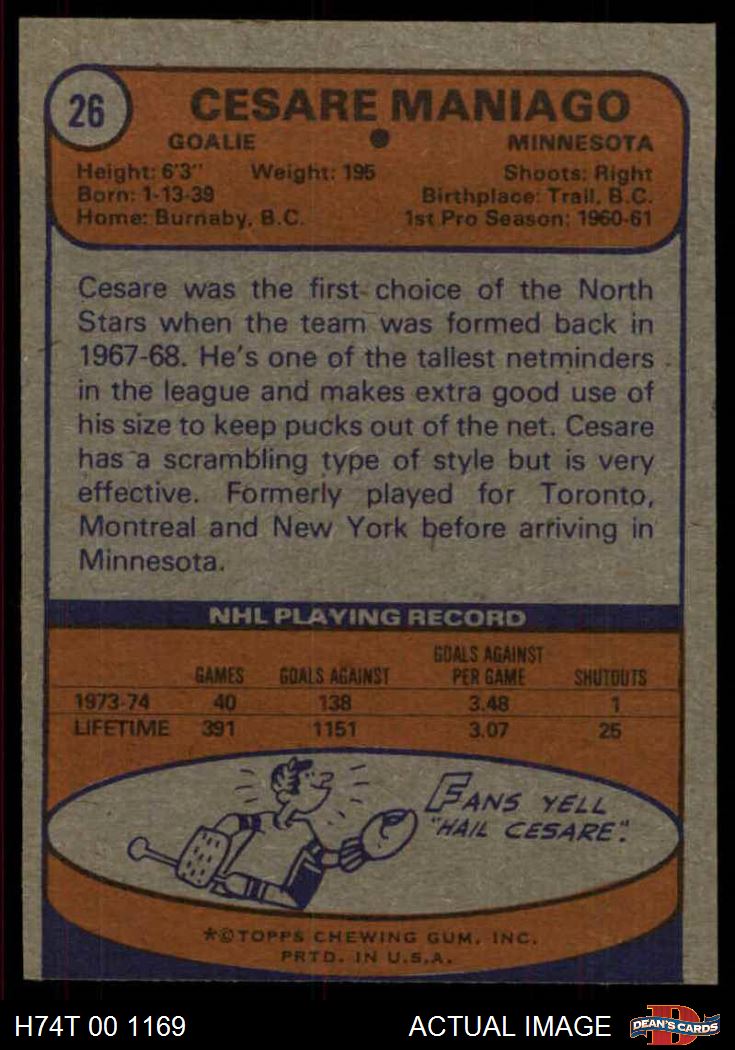 26
CESARE MANIAGO
GOALIE
MINNESOTA
Height: 6'3" Weight: 195 Shoots: Right
Born: 1-13-39 Birthplace: Trail, B.C.
Home: Burnaby, B.C. 1st Pro Season: 1960-61
Cesare was the first choice of the North
Stars when the team was formed back in
1967-68. He's one of the tallest netminders
in the league and makes extra good use of
his size to keep pucks out of the net. Cesare
has a scrambling type of style but is very
effective. Formerly played for Toronto,
Montreal and New York before arriving in
Minnesota.
NHL PLAYING RECORD
GAMES GOALS AGAINST GOALS AGAINST PER GAME SHUTOUTS
1973-74 40 138 3.48 1
LIFETIME 391 1151 3.07 25
FANS YELL
"HAIL CESARE".
*©TOPPS CHEWING GUM, INC.
PRTD. IN U.S.A.
H74T 00 1169 ACTUAL IMAGE
D
DEAN'S CARDS